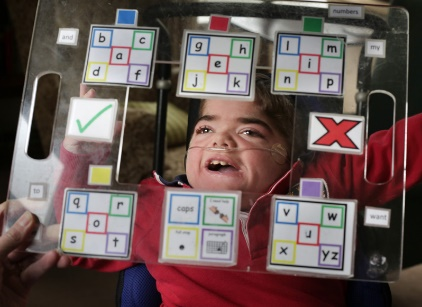 numbers
and
my
b c
a
d f
g h
e
j k
l m
i
n p
to
want
q r
o
s t
caps
v w
u
x yz